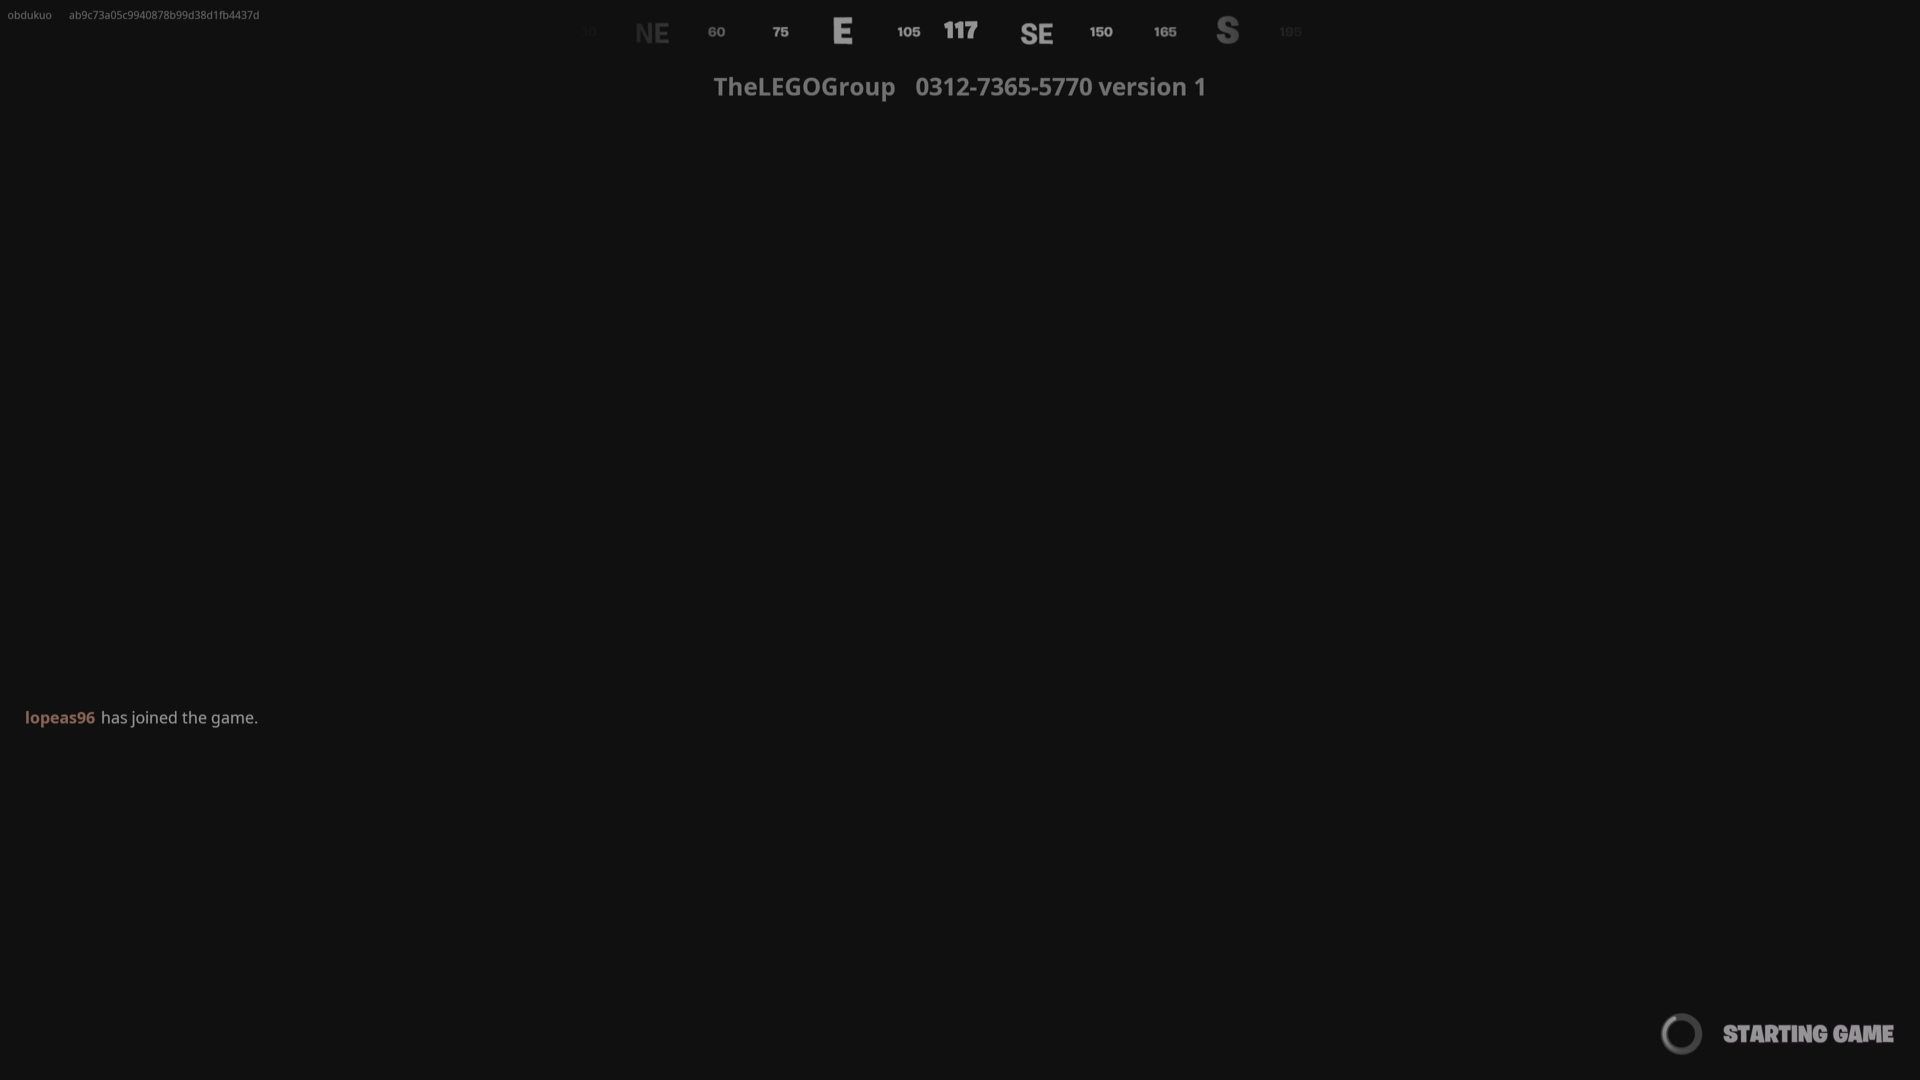 obdukuo ab9c73a05c9940878b99d38d1fb4437d
NE 60 75 E 105 117 SE 150 165 S 195
TheLEGOGroup 0312-7365-5770 version 1
lopeas96 has joined the game.
STARTING GAME